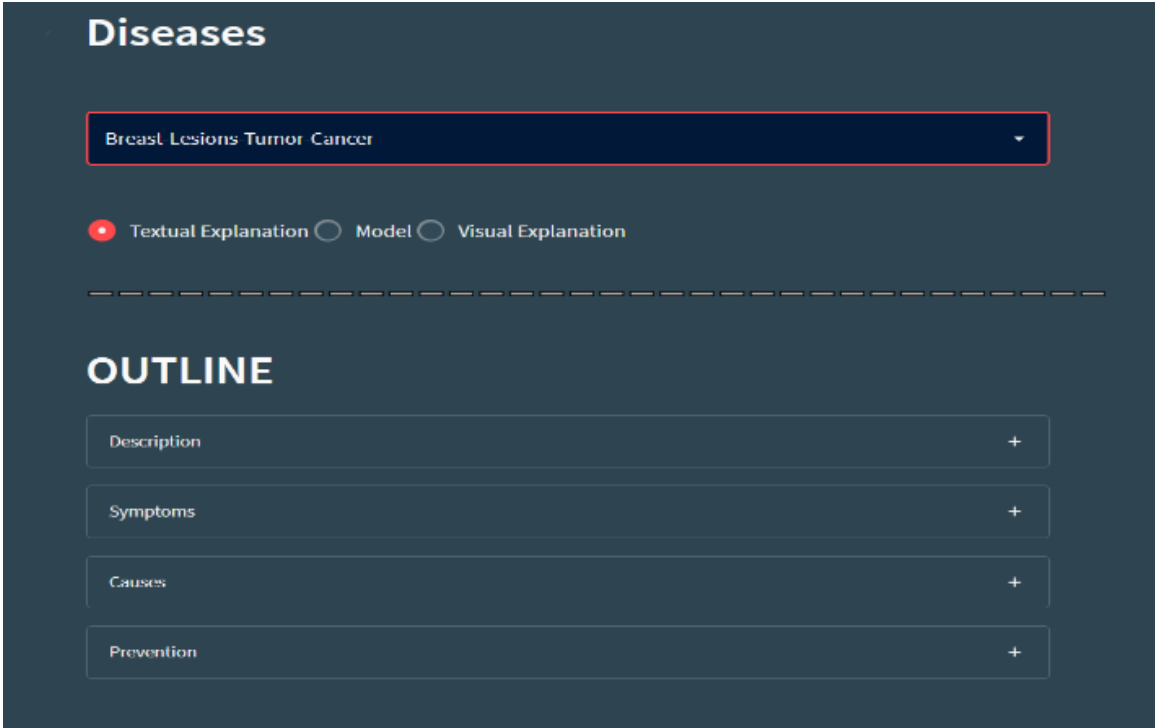 Diseases
Breast Lesions Tumor Cancer
Textual Explanation Model Visual Explanation
OUTLINE
Description +
Symptoms +
Causes +
Prevention +